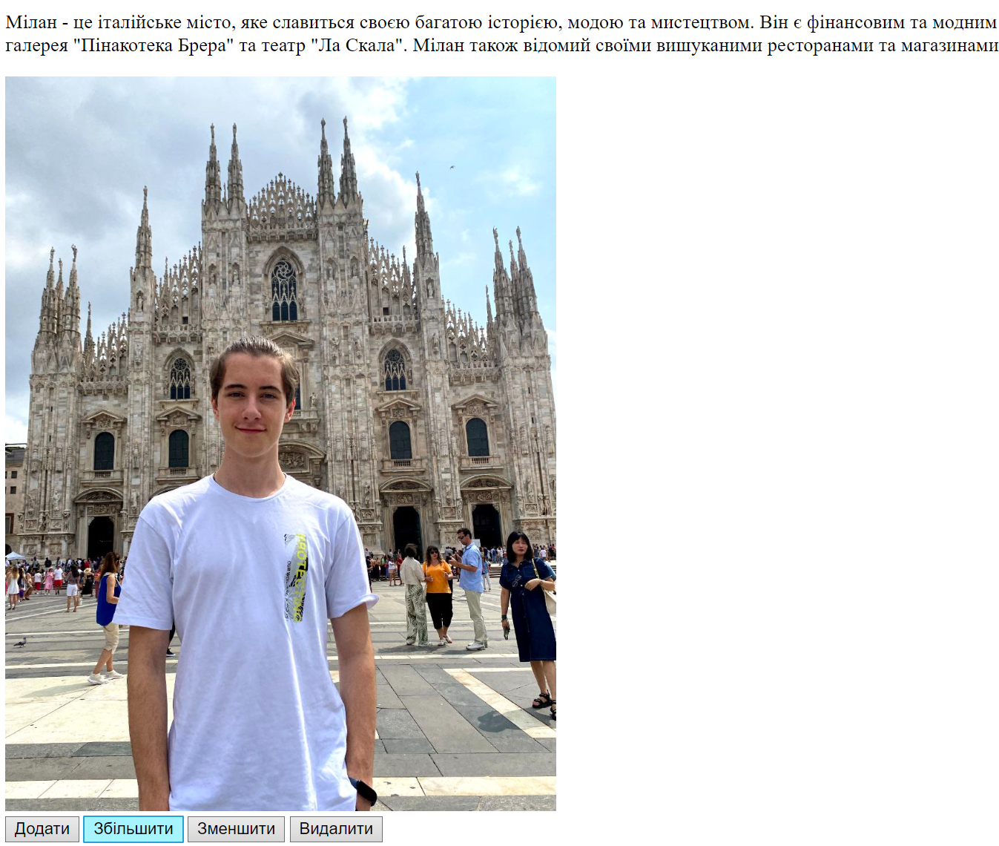 Мілан - це італійське місто, яке славиться своєю багатою історією, модою та мистецтвом. Він є фінансовим та модним
галерея "Пінакотека Брера" та театр "Ла Скала". Мілан також відомий своїми вишуканими ресторанами та магазинами
Додати Збільшити Зменшити Видалити